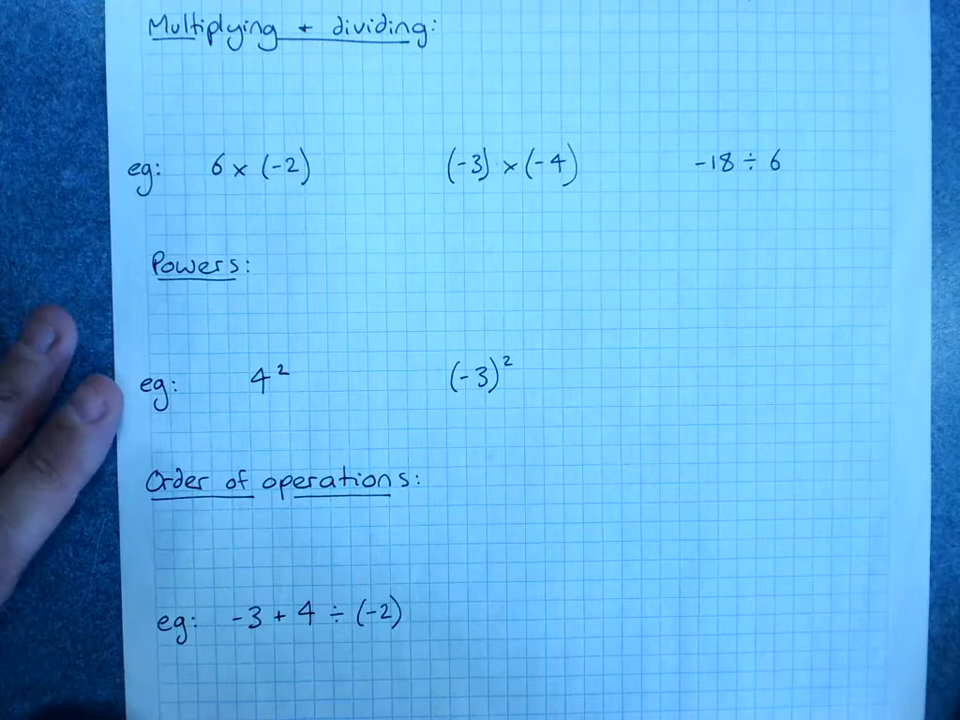 Multiplying + dividing:
eg: 6 × (-2) (-3) × (-4) -18 ÷ 6
Powers:
eg: 4² (-3)²
Order of operations:
eg: -3 + 4 ÷ (-2)